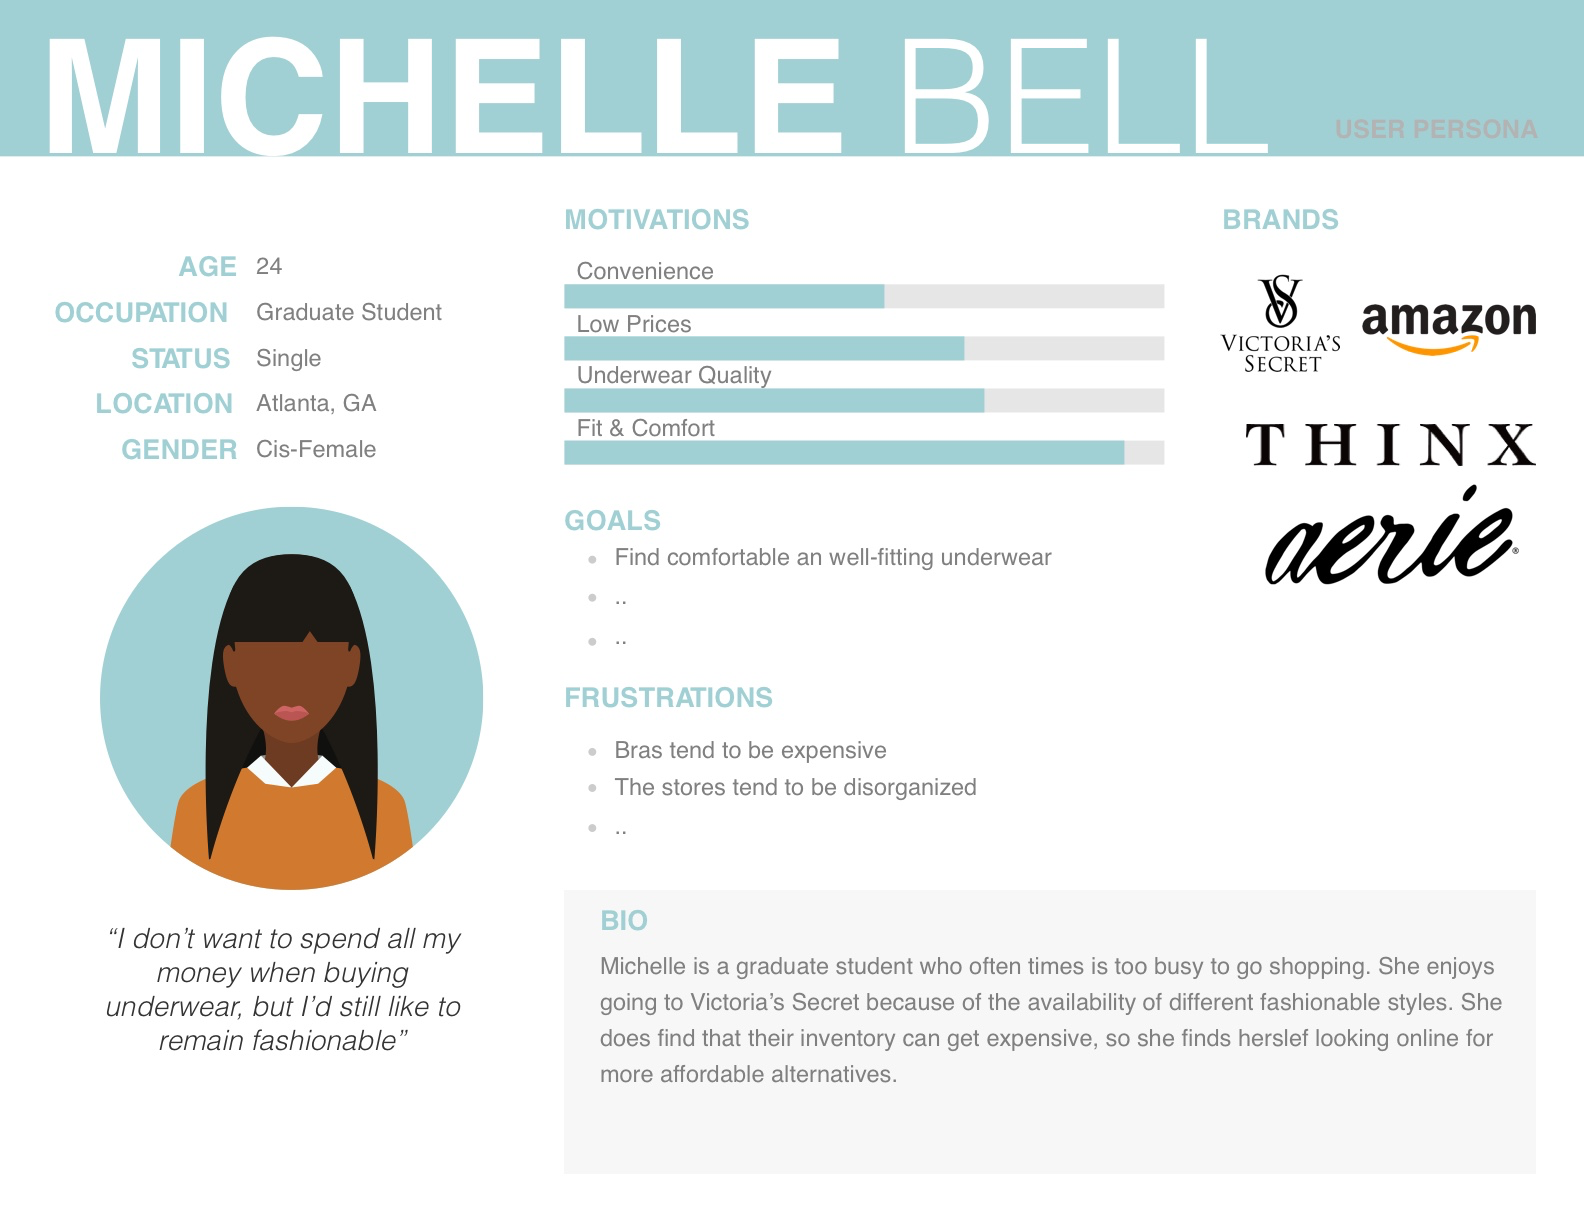 MICHELLE BELL
USER PERSONA
AGE 24
OCCUPATION Graduate Student
STATUS Single
LOCATION Atlanta, GA
GENDER Cis-Female
“I don’t want to spend all my
money when buying
underwear, but I’d still like to
remain fashionable”
MOTIVATIONS
Convenience
Low Prices
Underwear Quality
Fit & Comfort
GOALS
• Find comfortable an well-fitting underwear
• ..
• ..
FRUSTRATIONS
• Bras tend to be expensive
• The stores tend to be disorganized
• ..
BRANDS
VS
VICTORIA’S
SECRET
amazon
THINX
aerie®
BIO
Michelle is a graduate student who often times is too busy to go shopping. She enjoys
going to Victoria’s Secret because of the availability of different fashionable styles. She
does find that their inventory can get expensive, so she finds herslef looking online for
more affordable alternatives.